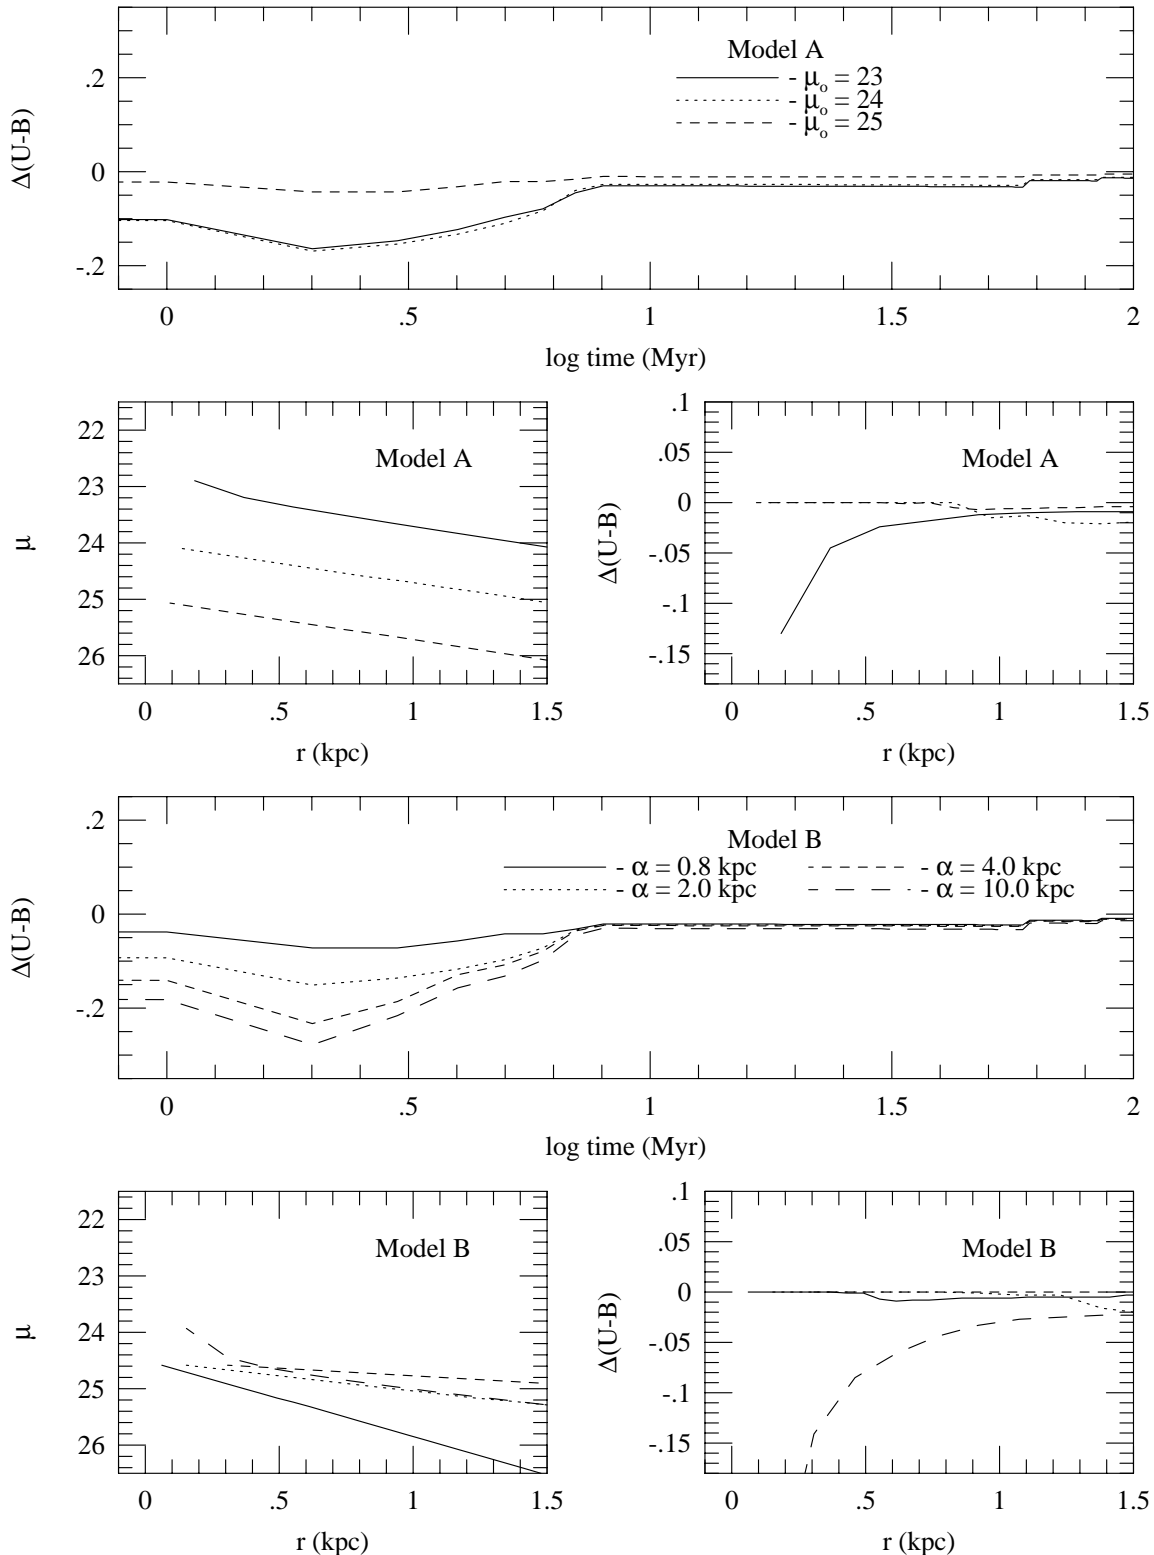 Model A
- μo = 23
- μo = 24
- μo = 25
.2
0
-.2
Δ(U-B)
0 .5 1 1.5 2
log time (Myr)
22
23
24
25
26
μ
Model A
0 .5 1 1.5
r (kpc)
.1
.05
0
-.05
-.1
-.15
Δ(U-B)
Model A
0 .5 1 1.5
r (kpc)
.2
0
-.2
Δ(U-B)
Model B
- α = 0.8 kpc - α = 4.0 kpc
- α = 2.0 kpc - α = 10.0 kpc
0 .5 1 1.5 2
log time (Myr)
22
23
24
25
26
μ
Model B
0 .5 1 1.5
r (kpc)
.1
.05
0
-.05
-.1
-.15
Δ(U-B)
Model B
0 .5 1 1.5
r (kpc)